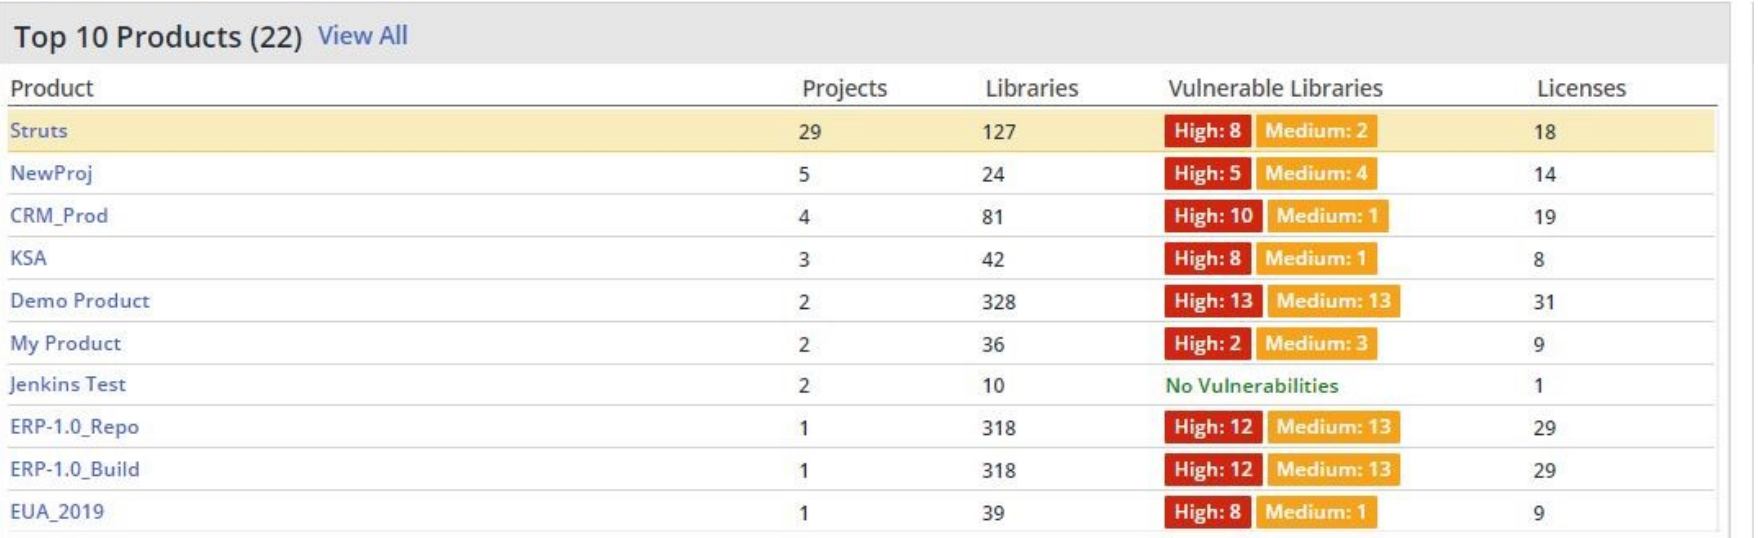 Top 10 Products (22) View All
Product Projects Libraries Vulnerable Libraries Licenses
Struts 29 127 High: 8 Medium: 2 18
NewProj 5 24 High: 5 Medium: 4 14
CRM_Prod 4 81 High: 10 Medium: 1 19
KSA 3 42 High: 8 Medium: 1 8
Demo Product 2 328 High: 13 Medium: 13 31
My Product 2 36 High: 2 Medium: 3 9
Jenkins Test 2 10 No Vulnerabilities 1
ERP-1.0_Repo 1 318 High: 12 Medium: 13 29
ERP-1.0_Build 1 318 High: 12 Medium: 13 29
EUA_2019 1 39 High: 8 Medium: 1 9